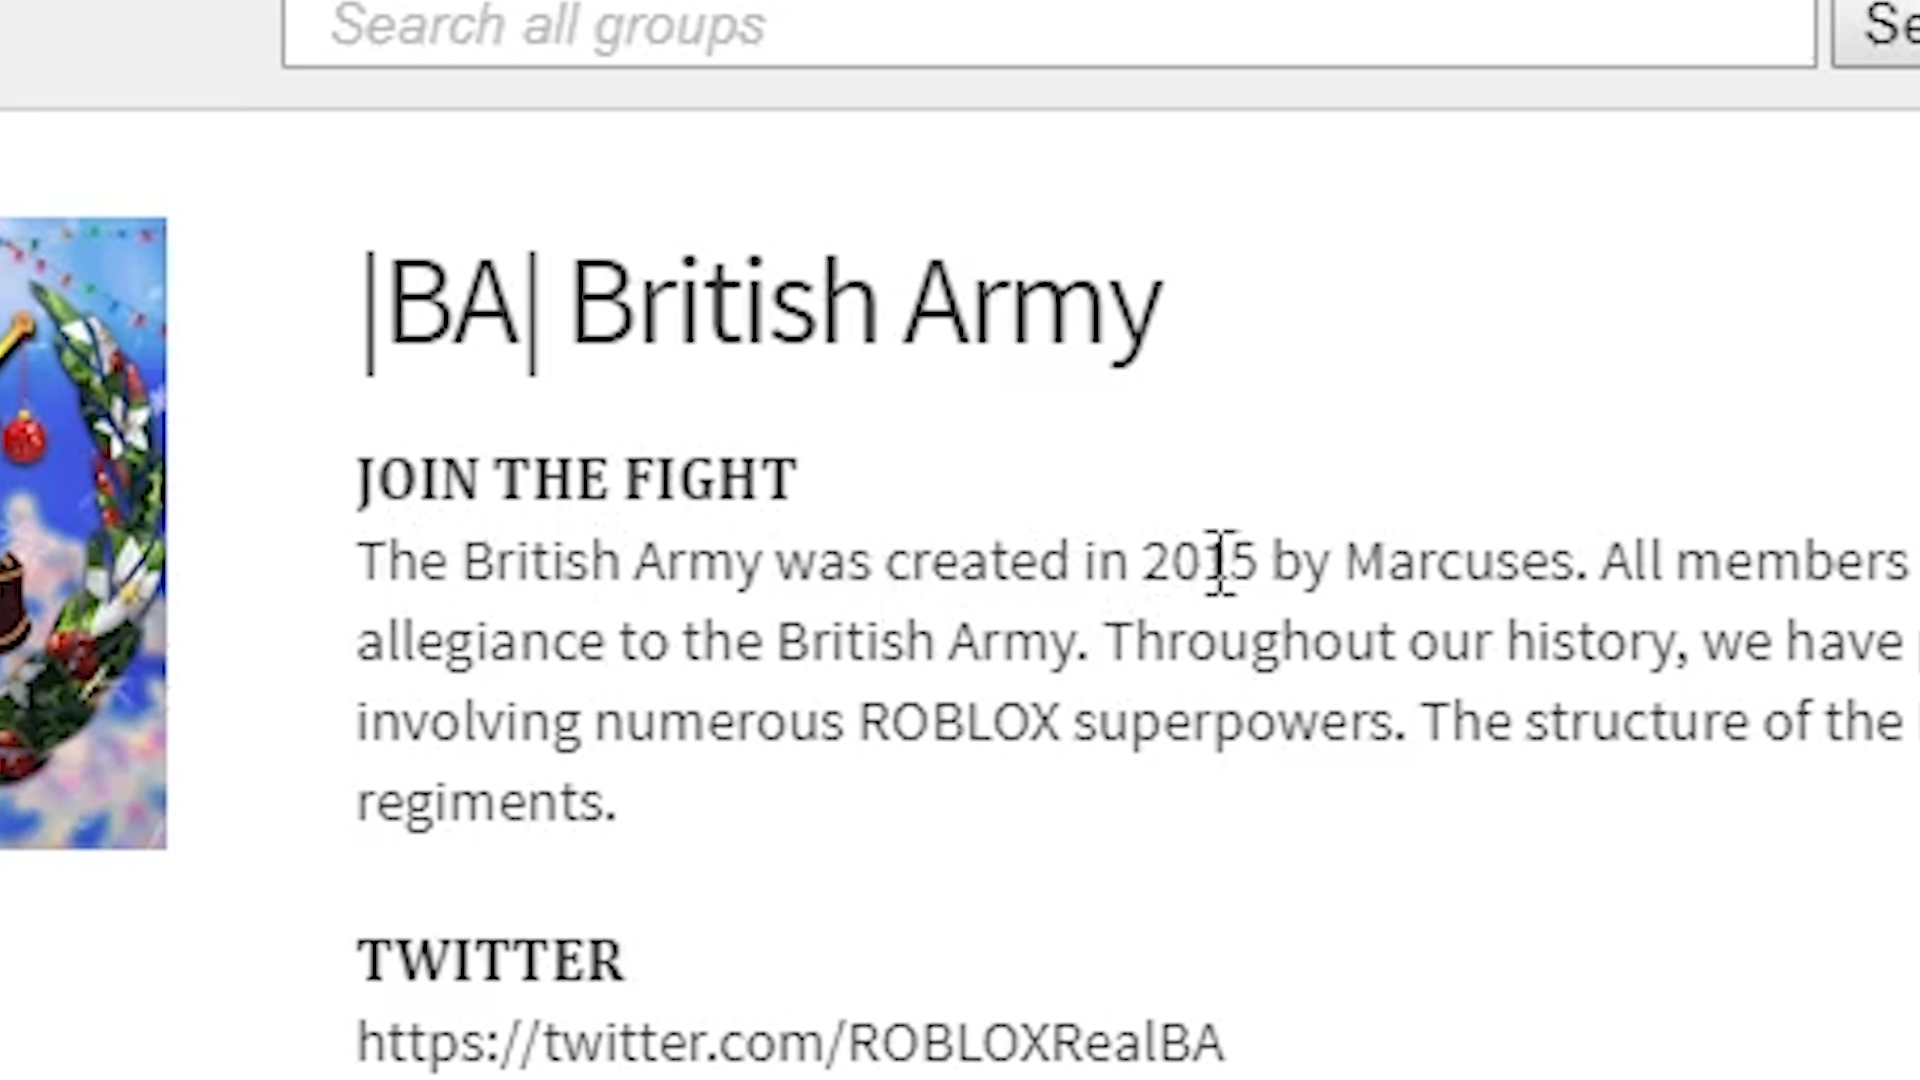 Search all groups
Se
|BA| British Army
JOIN THE FIGHT
The British Army was created in 2015 by Marcuses. All members
allegiance to the British Army. Throughout our history, we have
involving numerous ROBLOX superpowers. The structure of the
regiments.
TWITTER
https://twitter.com/ROBLOXRealBA